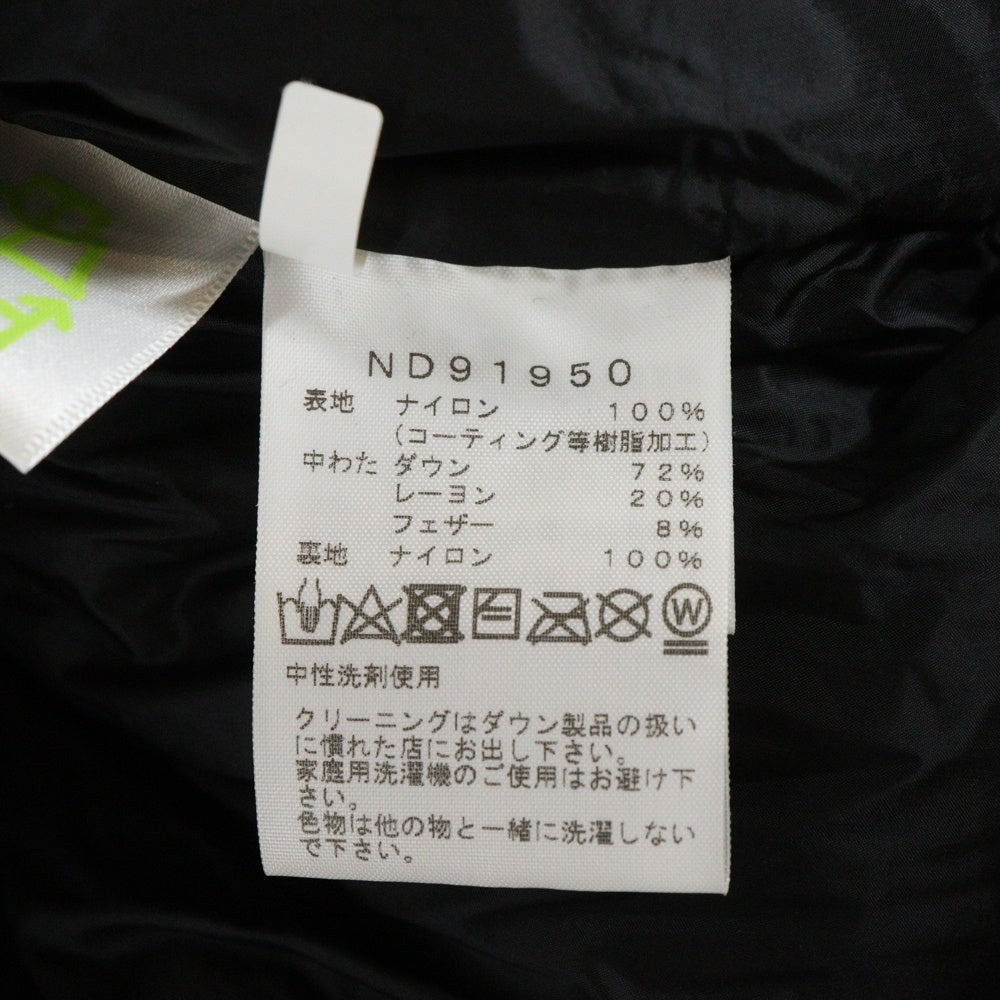 ND91950
表地 ナイロン 100%
(コーティング等樹脂加工)
中わた ダウン 72%
レーヨン 20%
フェザー 8%
裏地 ナイロン 100%
W
中性洗剤使用
クリーニングはダウン製品の扱い
に慣れた店にお出し下さい。
家庭用洗濯機のご使用はお避け下
さい。
色物は他の物と一緒に洗濯しない
で下さい。